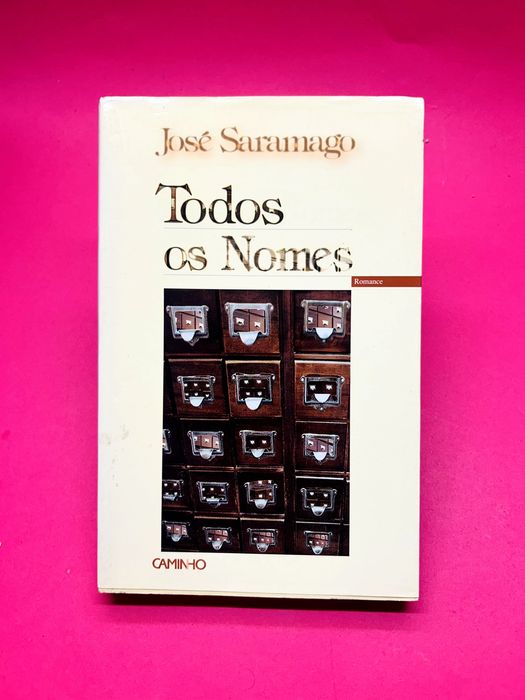 José Saramago
Todos
os Nomes
Romance
CAMINHO